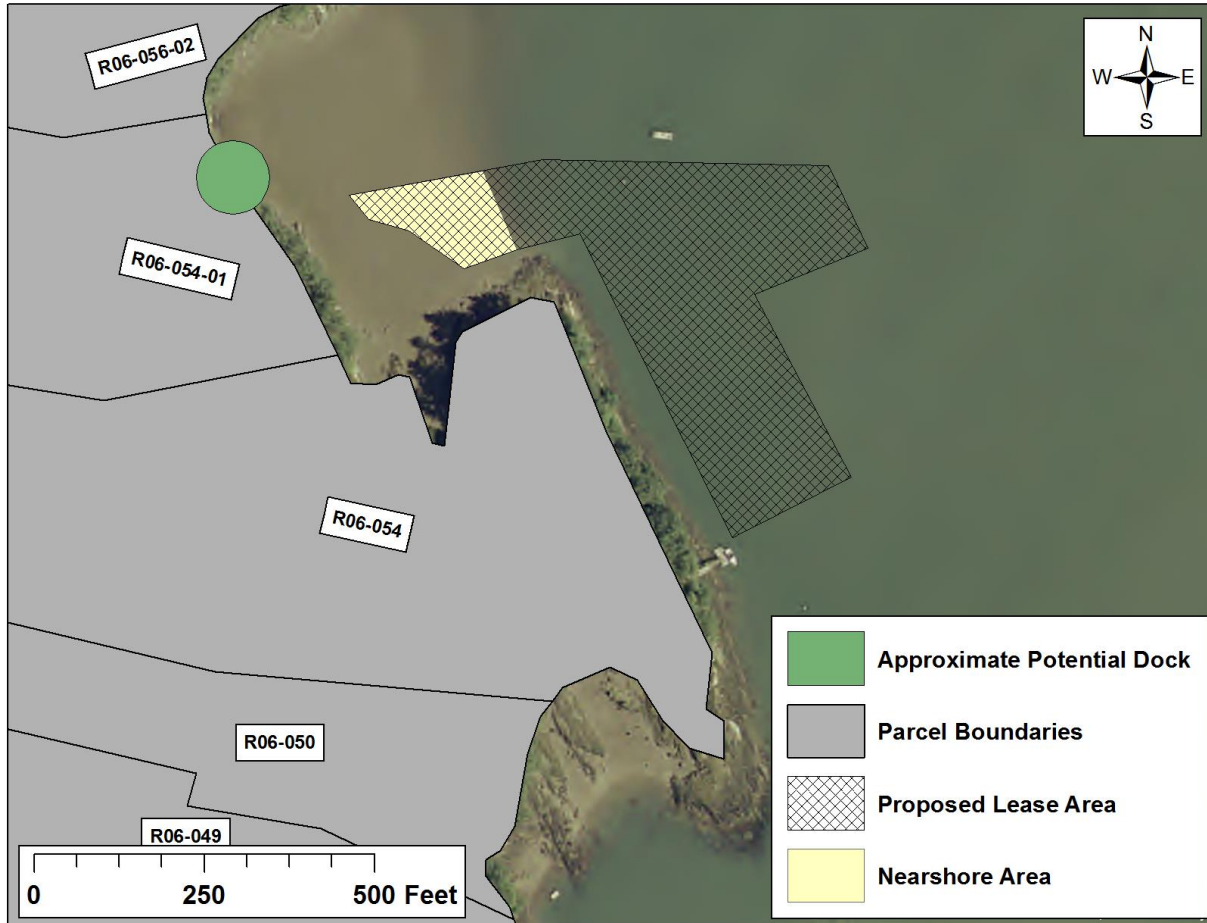 R06-056-02
N
W E
S
R06-054-01
R06-054
Approximate Potential Dock
R06-050
Parcel Boundaries
Proposed Lease Area
R06-049
Nearshore Area
0 250 500 Feet